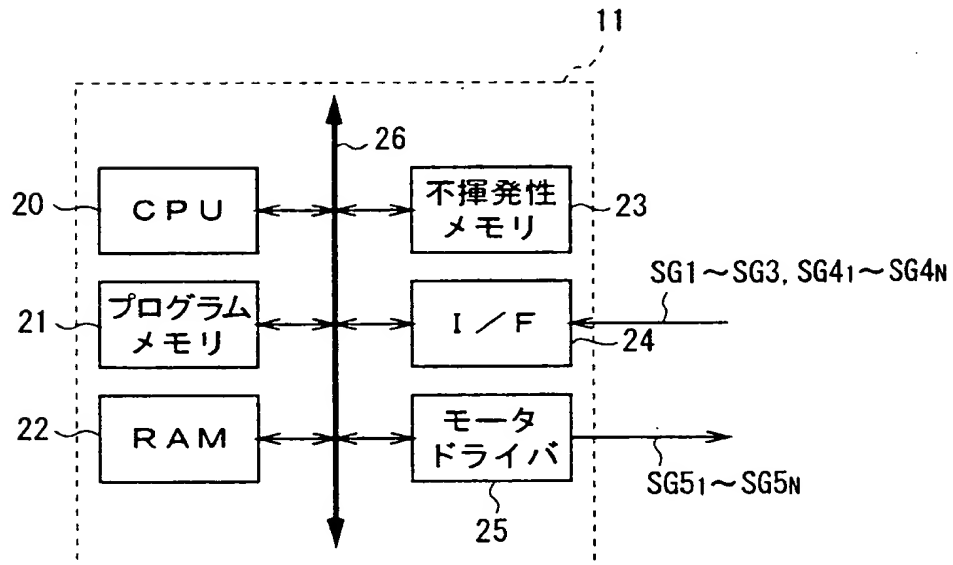 11
26
20
CPU
不揮発性
メモリ
23
SG1～SG3, SG4₁～SG4N
21
プログラム
メモリ
I／F
24
22
RAM
モータ
ドライバ
SG5₁～SG5N
25